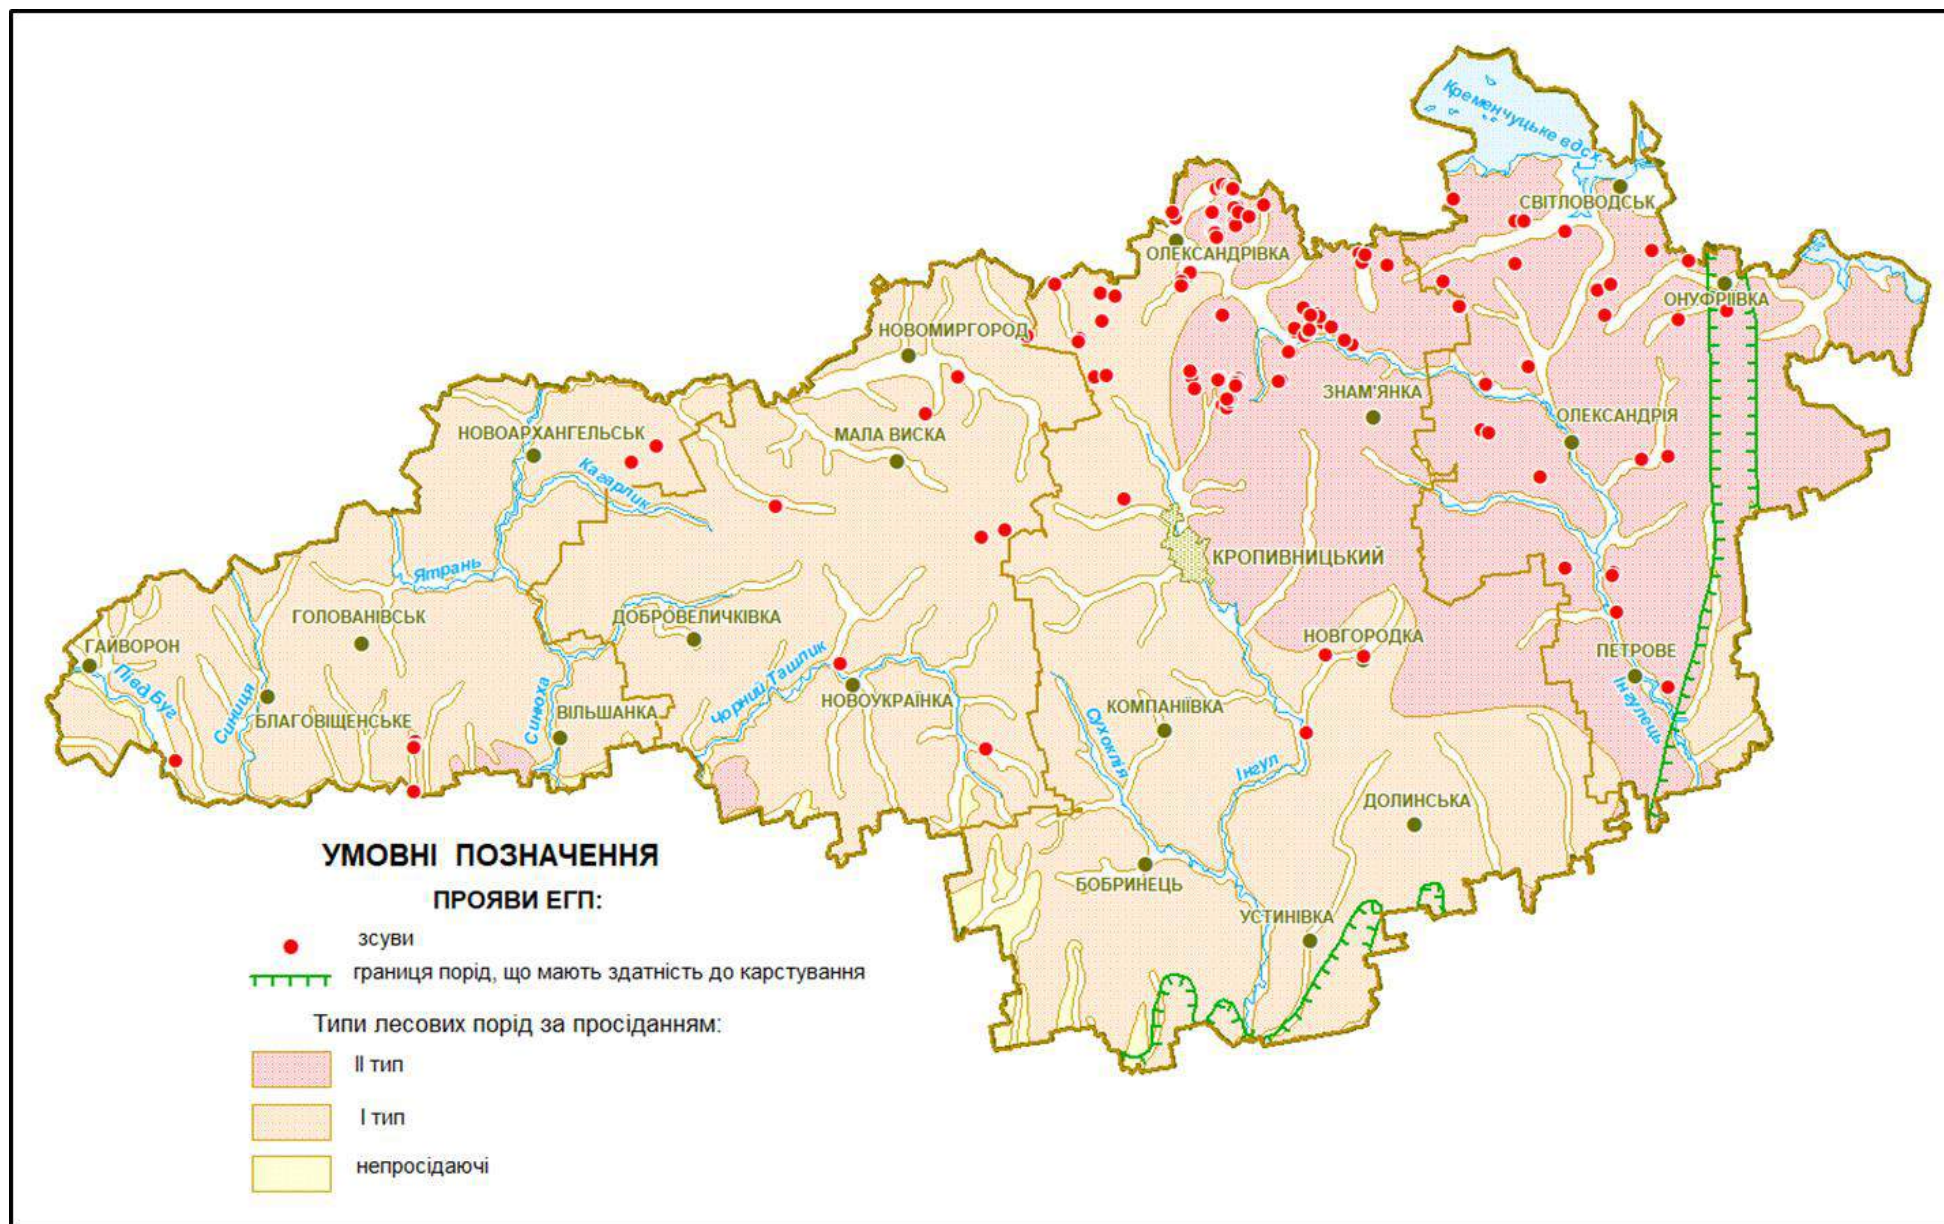 Кременчуцьке вдсх.
СВІТЛОВОДСЬК
ОЛЕКСАНДРІВКА
ОНУФРІІВКА
НОВОМИРГОРОД
ЗНАМ'ЯНКА
ОЛЕКСАНДРІЯ
НОВОАРХАНГЕЛЬСЬК
МАЛА ВИСКА
Кагарлик
КРОПИВНИЦЬКИЙ
Ятрань
ГОЛОВАНІВСЬК
ДОБРОВЕЛИЧКІВКА
НОВГОРОДКА
ГАЙВОРОН
ПЕТРОВЕ
Півд.Буг
Синиця
БЛАГОВІЩЕНСЬКЕ
Синюха
ВІЛЬШАНКА
Чорний Ташлик
НОВОУКРАЇНКА
Сухоклія
КОМПАНІЇВКА
Інгулець
Інгул
ДОЛИНСЬКА
БОБРИНЕЦЬ
УСТИНІВКА
УМОВНІ ПОЗНАЧЕННЯ
ПРОЯВИ ЕГП:
зсуви
границя порід, що мають здатність до карстування
Типи лесових порід за просіданням:
ІІ тип
І тип
непросідаючі